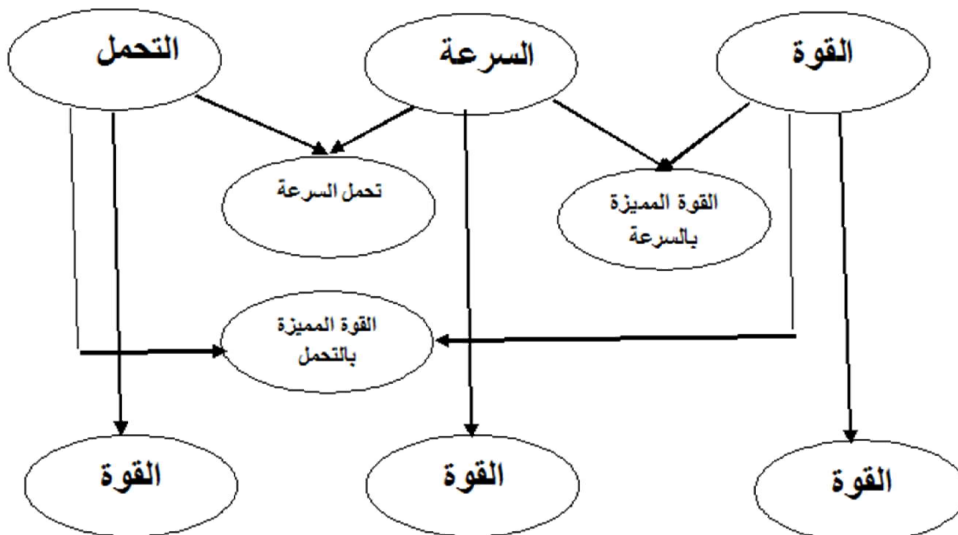 القوة
السرعة
التحمل
تحمل السرعة
القوة المميزة
بالسرعة
القوة المميزة
بالتحمل
القوة
القوة
القوة